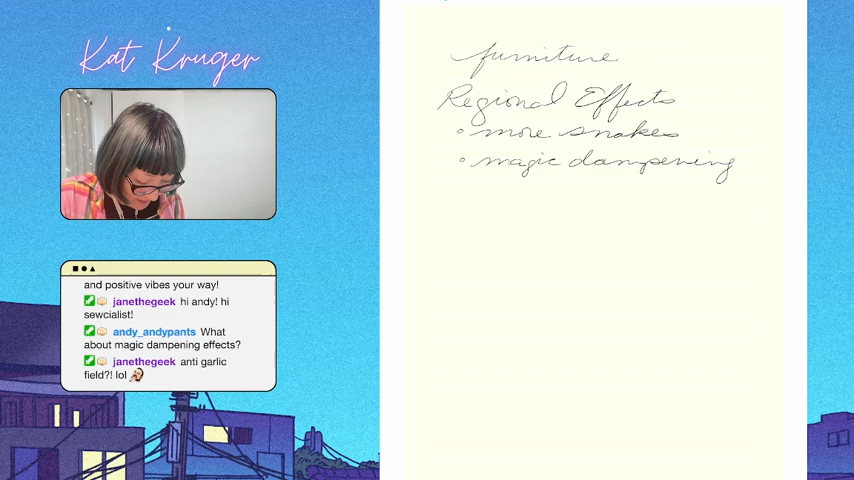 Kat Kruger
and positive vibes your way!
janethegeek hi andy! hi
sewcialist!
andy_andypants What
about magic dampening effects?
janethegeek anti garlic
field?! lol
furniture
Regional Effects
• more snakes
• magic dampening